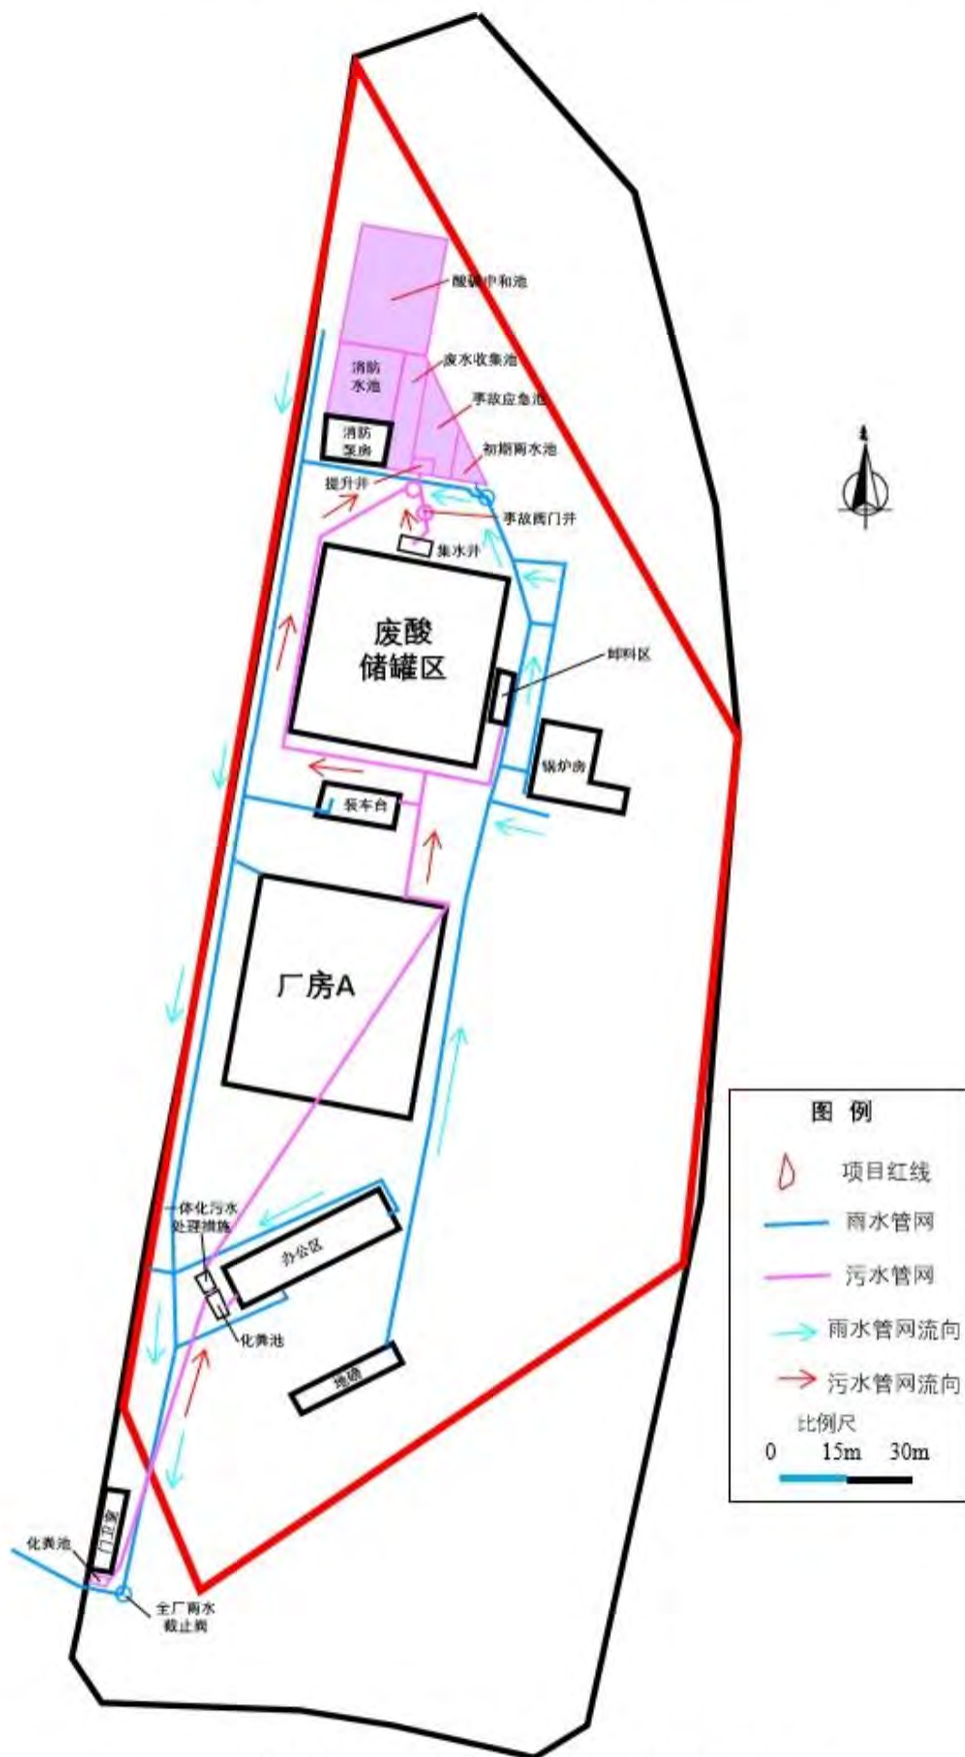 酸碱中和池
废水收集池
消防
水池
事故应急池
消防
泵房
初期雨水池
提升井
事故阀门井
集水井
废酸
储罐区
卸料区
锅炉房
装车台
厂房A
图 例
项目红线
雨水管网
污水管网
雨水管网流向
污水管网流向
比例尺
0 15m 30m
一体化污水
处理措施
办公区
化粪池
地磅
化粪池
全厂雨水
截止阀